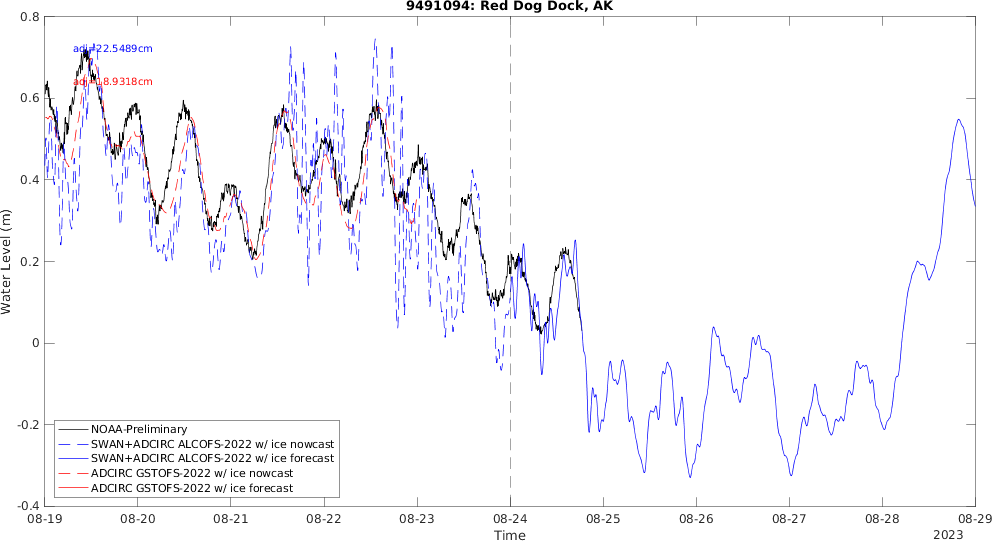 9491094: Red Dog Dock, AK
0.8
0.6
0.4
0.2
0
-0.2
-0.4
Water Level (m)
adj=22.5489cm
adj=18.9318cm
NOAA-Preliminary
SWAN+ADCIRC ALCOFS-2022 w/ ice nowcast
SWAN+ADCIRC ALCOFS-2022 w/ ice forecast
ADCIRC GSTOFS-2022 w/ ice nowcast
ADCIRC GSTOFS-2022 w/ ice forecast
08-19 08-20 08-21 08-22 08-23 08-24 08-25 08-26 08-27 08-28 08-29
Time
2023